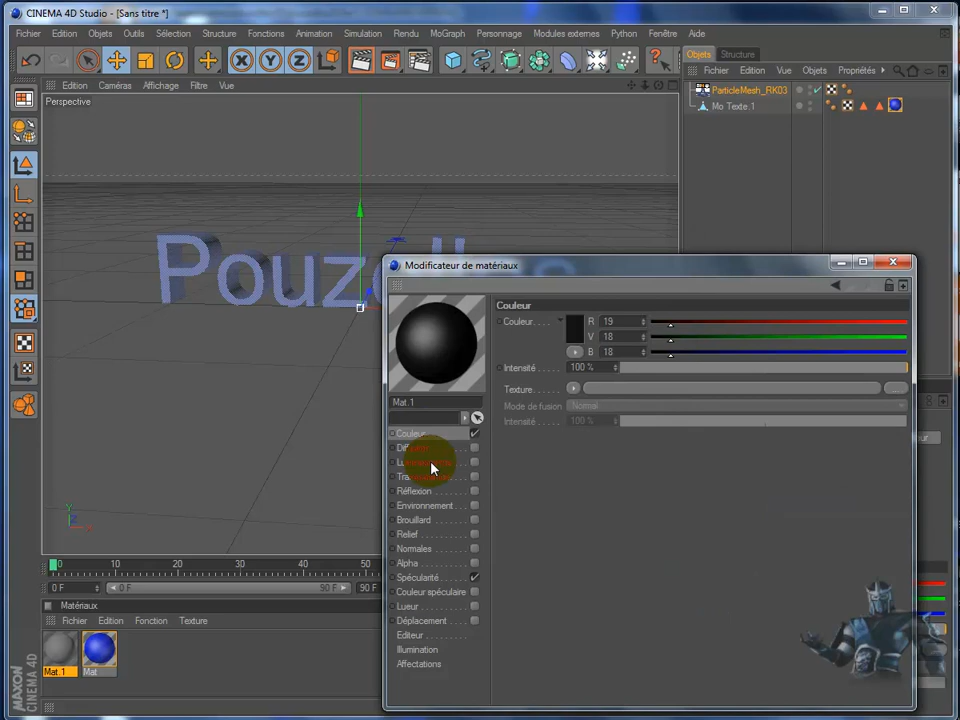 CINEMA 4D Studio - [Sans titre *]
Fichier Edition Objets Outils Sélection Structure Fonctions Animation Simulation Rendu MoGraph Personnage Modules externes Python Fenêtre Aide
Objets Structure
Edition Caméras Affichage Filtre Vue
Fichier Edition Vue Objets Propriétés
Perspective
ParticleMesh_RK03
Mo Texte.1
Pouz
Modificateur de matériaux
Couleur
Couleur R 19
V 18
B 18
Intensité 100 %
Texture
Mode de fusion Normal
Intensité 100 %
Mat.1
Couleur
Réflexion
Environnement
Brouillard
Relief
Normales
Alpha
Spécularité
Couleur spéculaire
Lueur
Déplacement
Editeur
Illumination
Affectations
Y
Z
0 10 20 30 40 50
0 F 0 F 90 F 90 F
Matériaux
Fichier Edition Fonction Texture
Mat.1 Mat
MAXON
CINEMA 4D